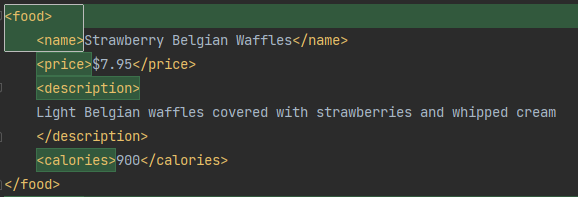 <food>
<name>Strawberry Belgian Waffles</name>
<price>$7.95</price>
<description>
Light Belgian waffles covered with strawberries and whipped cream
</description>
<calories>900</calories>
</food>